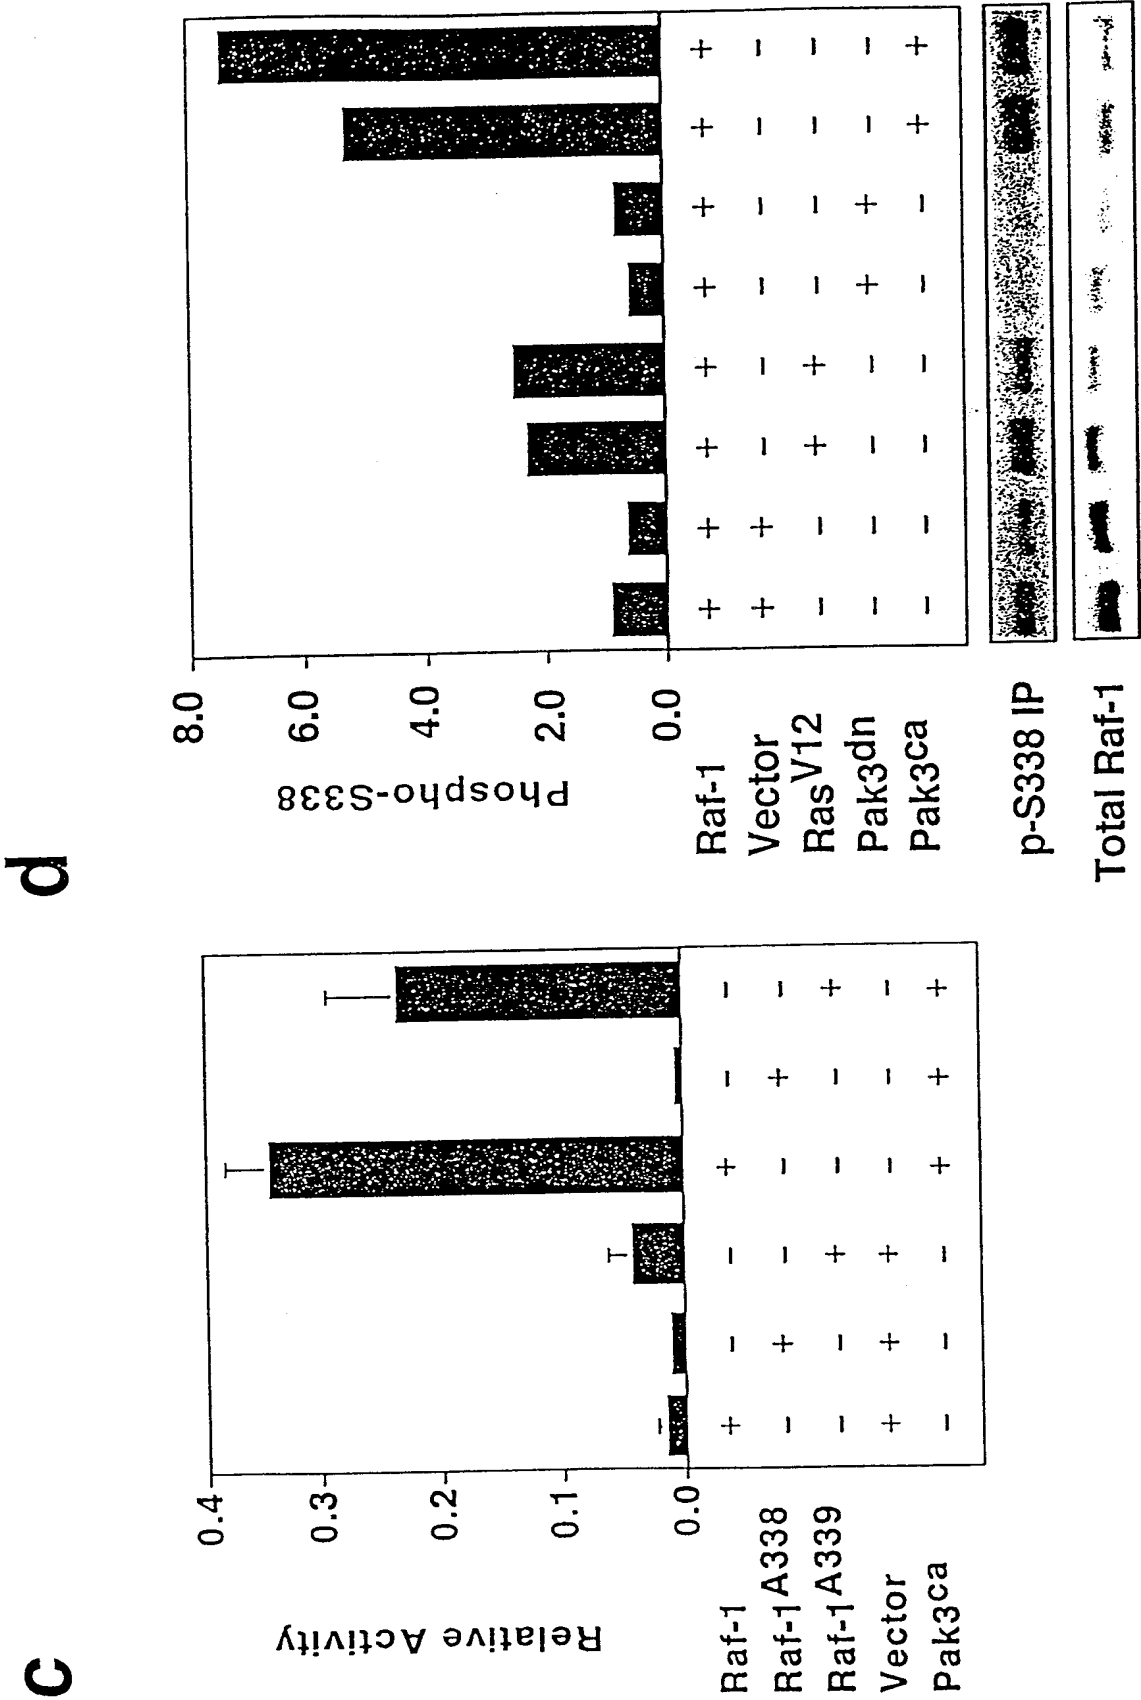 c
Relative Activity
0.4
0.3
0.2
0.1
0.0
Raf-1 + − − + − −
Raf-1A338 − + − − + −
Raf-1A339 − − + − − +
Vector + + + − − −
Pak3ca − − − + + +
d
Phospho-S338
8.0
6.0
4.0
2.0
0.0
Raf-1 + + + + + + + +
Vector + + − − − − − −
RasV12 − − + + − − − −
Pak3dn − − − − + + − −
Pak3ca − − − − − − + +
p-S338 IP
Total Raf-1